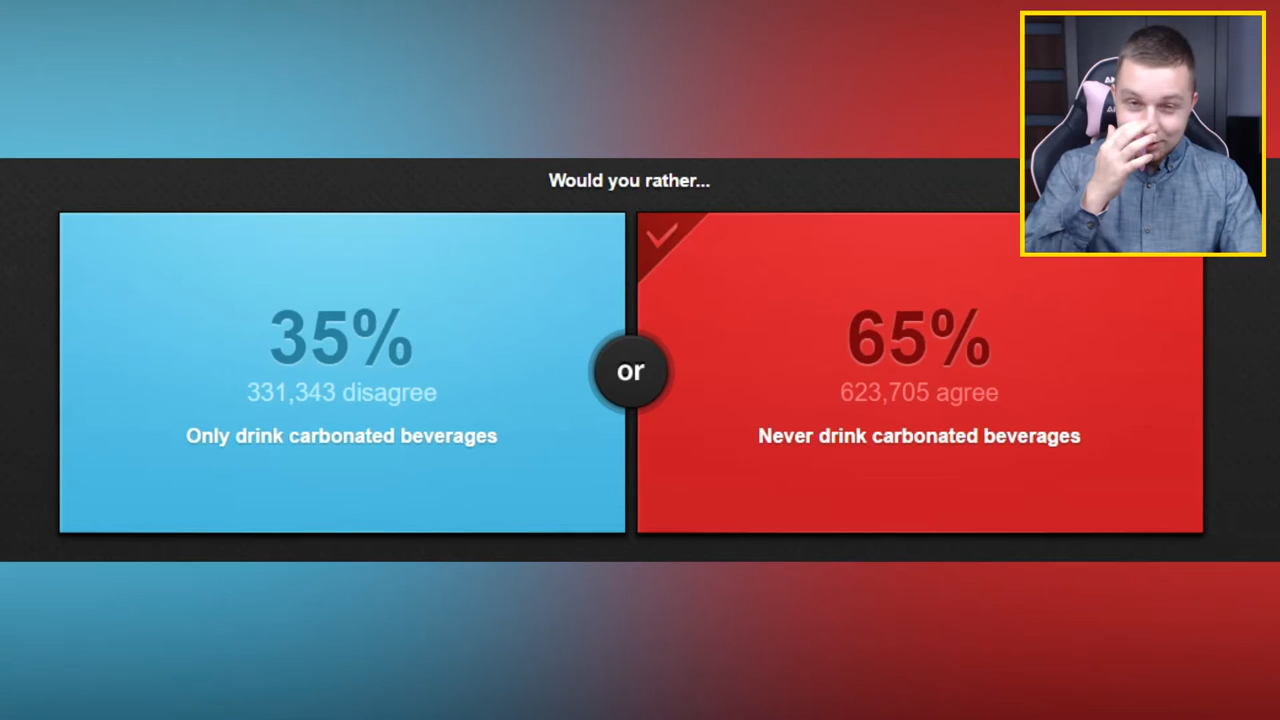 Would you rather...
35%
331,343 disagree
Only drink carbonated beverages
or
65%
623,705 agree
Never drink carbonated beverages